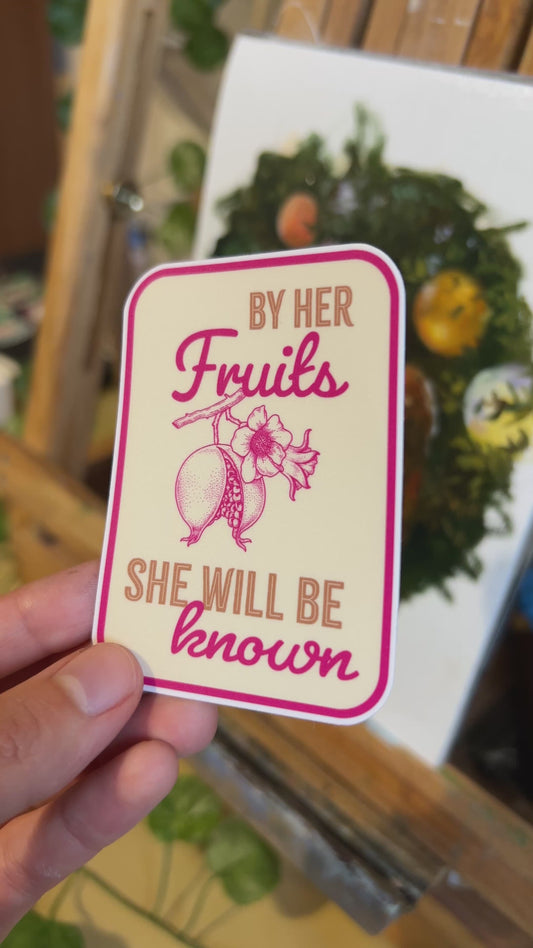 BY HER
Fruits
SHE WILL BE
known